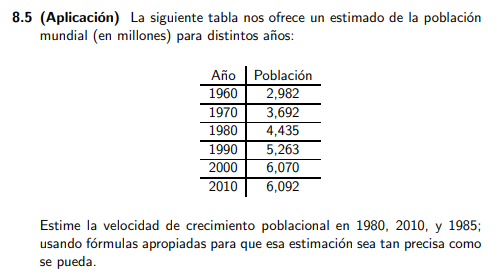 8.5 (Aplicación) La siguiente tabla nos ofrece un estimado de la población
mundial (en millones) para distintos años:
Año Población
1960 2,982
1970 3,692
1980 4,435
1990 5,263
2000 6,070
2010 6,092
Estime la velocidad de crecimiento poblacional en 1980, 2010, y 1985;
usando fórmulas apropiadas para que esa estimación sea tan precisa como
se pueda.